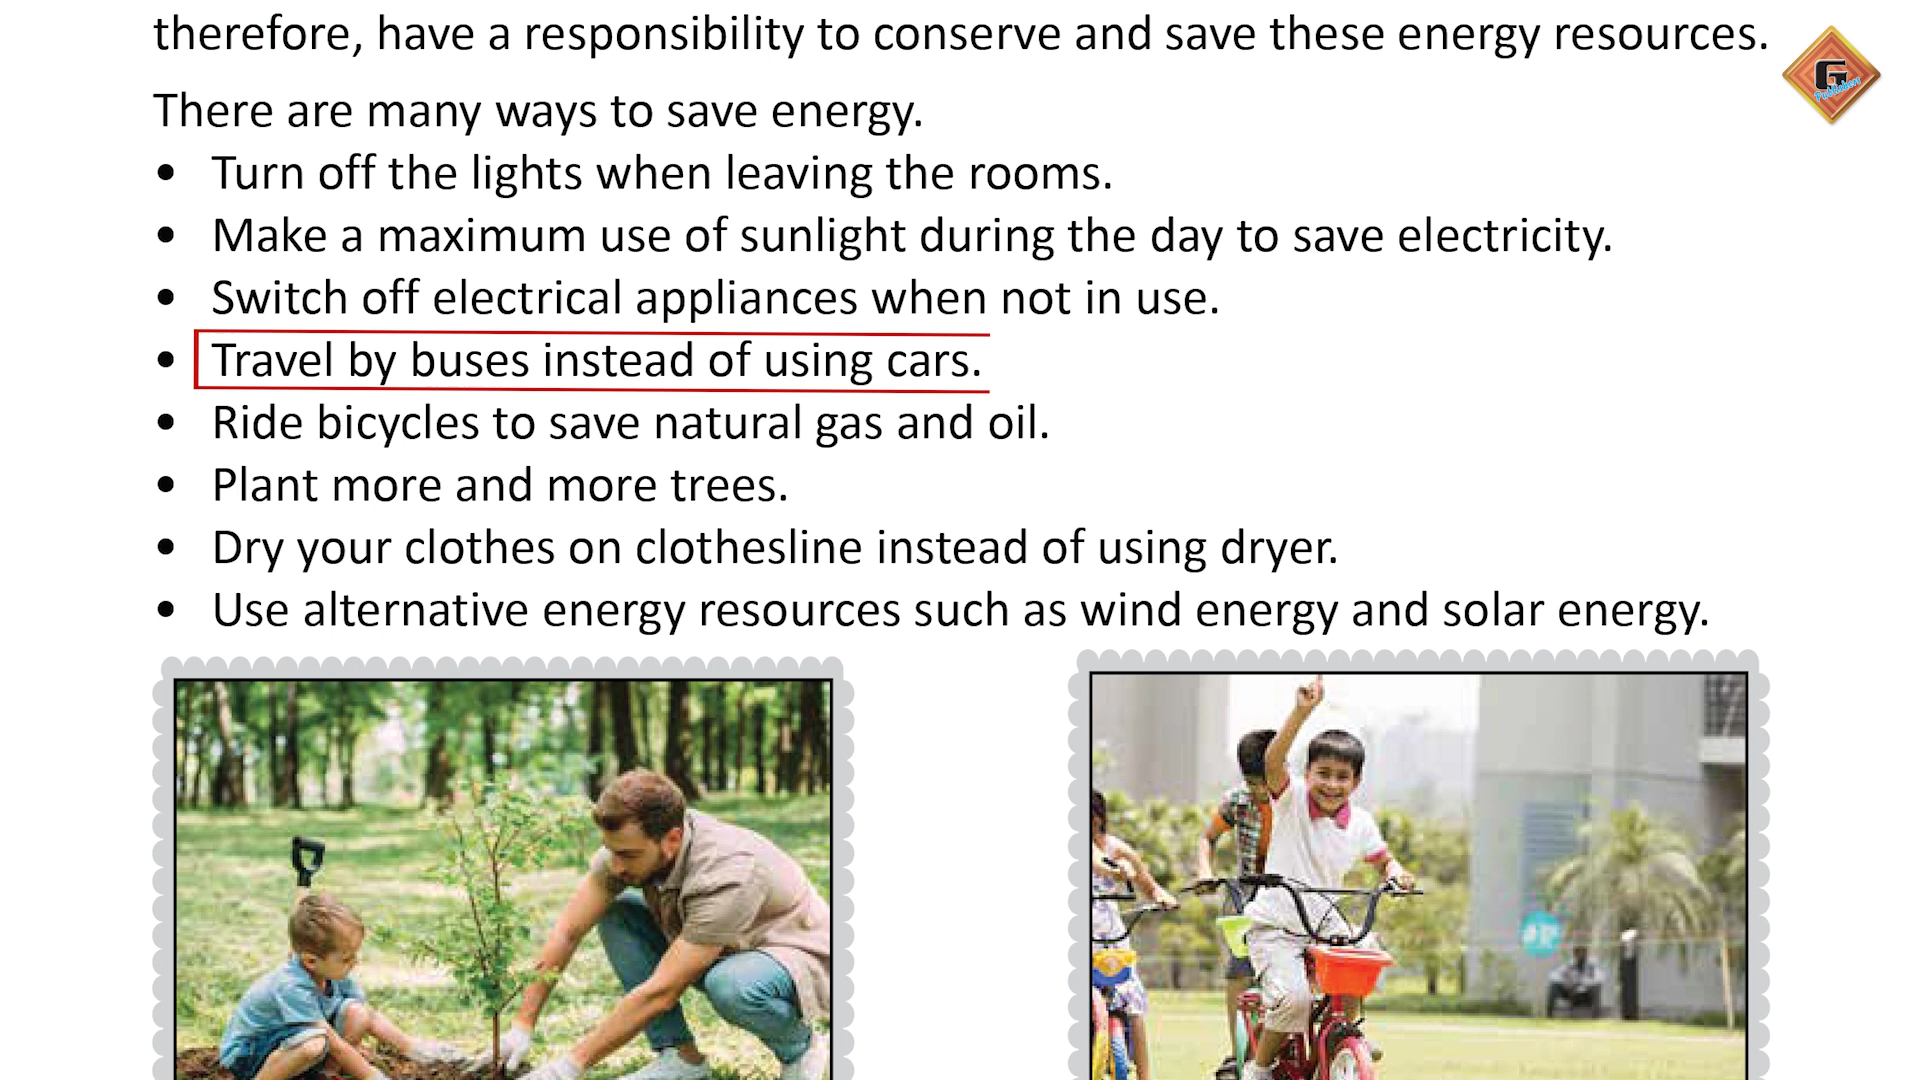 therefore, have a responsibility to conserve and save these energy resources.
G
Publishers
There are many ways to save energy.
• Turn off the lights when leaving the rooms.
• Make a maximum use of sunlight during the day to save electricity.
• Switch off electrical appliances when not in use.
• Travel by buses instead of using cars.
• Ride bicycles to save natural gas and oil.
• Plant more and more trees.
• Dry your clothes on clothesline instead of using dryer.
• Use alternative energy resources such as wind energy and solar energy.